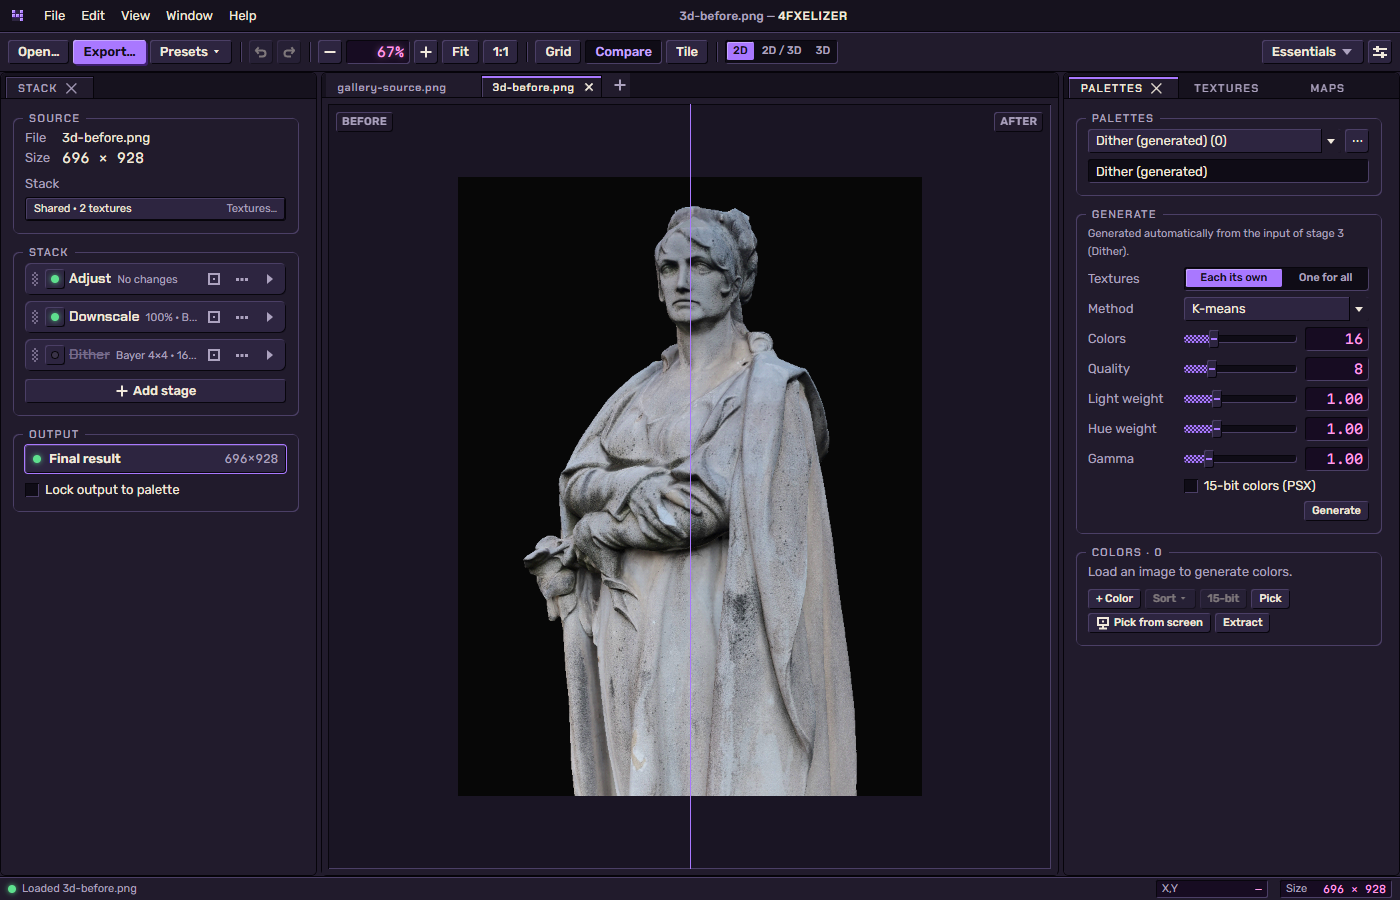 File Edit View Window Help
3d-before.png — 4FXELIZER
Open... Export... Presets 67% Fit 1:1 Grid Compare Tile 2D 2D / 3D 3D Essentials
STACK
SOURCE
File 3d-before.png
Size 696 × 928
Stack
Shared • 2 textures Textures...
STACK
Adjust No changes
Downscale 100% • B...
Dither Bayer 4×4 • 16...
+ Add stage
OUTPUT
Final result 696×928
Lock output to palette
gallery-source.png 3d-before.png
BEFORE AFTER
PALETTES TEXTURES MAPS
PALETTES
Dither (generated) (0)
Dither (generated)
GENERATE
Generated automatically from the input of stage 3
(Dither).
Textures Each its own One for all
Method K-means
Colors 16
Quality 8
Light weight 1.00
Hue weight 1.00
Gamma 1.00
15-bit colors (PSX)
Generate
COLORS · 0
Load an image to generate colors.
+ Color Sort 15-bit Pick
Pick from screen Extract
Loaded 3d-before.png X,Y — Size 696 × 928